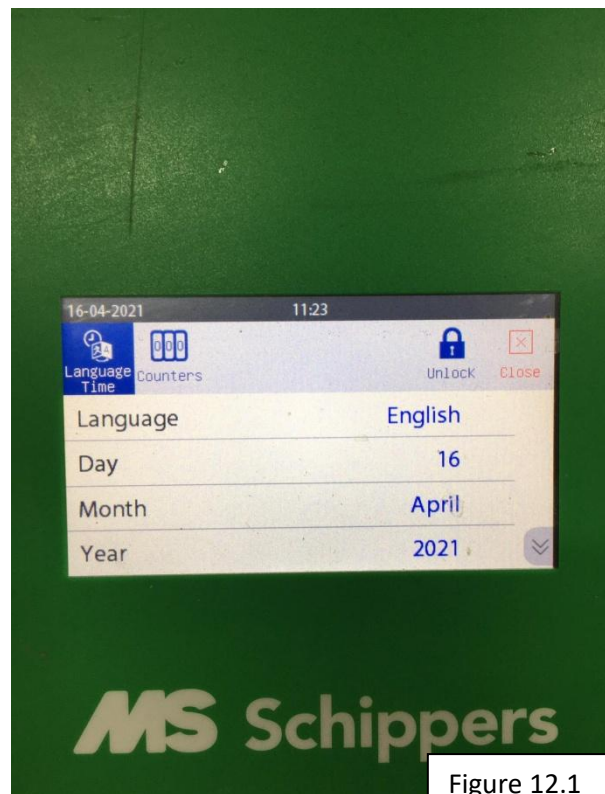 16-04-2021 11:23
Language Time Counters Unlock Close
Language English
Day 16
Month April
Year 2021
MS Schippers
Figure 12.1